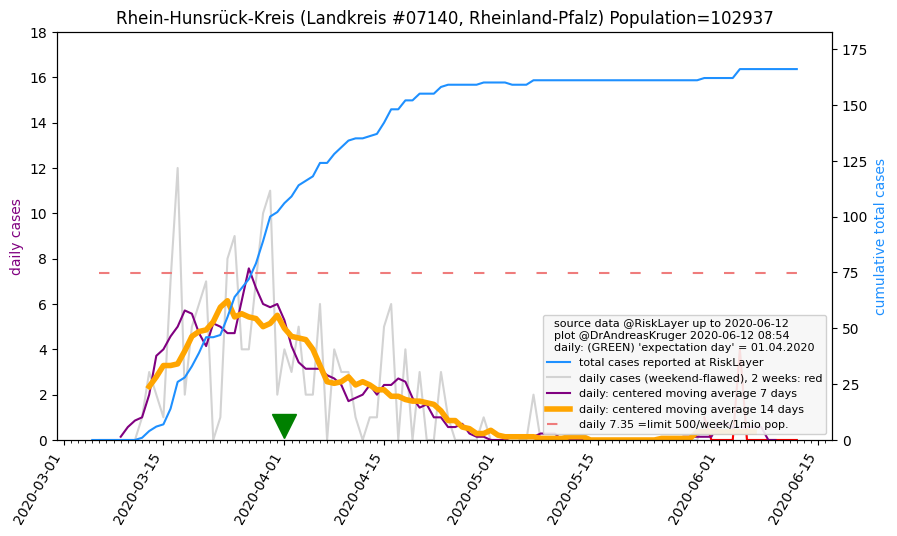 Rhein-Hunsrück-Kreis (Landkreis #07140, Rheinland-Pfalz) Population=102937
18
16
14
12
10
8
6
4
2
0
daily cases
175
150
125
100
75
50
25
0
cumulative total cases
source data @RiskLayer up to 2020-06-12
plot @DrAndreasKruger 2020-06-12 08:54
daily: (GREEN) 'expectation day' = 01.04.2020
total cases reported at RiskLayer
daily cases (weekend-flawed), 2 weeks: red
daily: centered moving average 7 days
daily: centered moving average 14 days
daily 7.35 =limit 500/week/1mio pop.
2020-03-01
2020-03-15
2020-04-01
2020-04-15
2020-05-01
2020-05-15
2020-06-01
2020-06-15